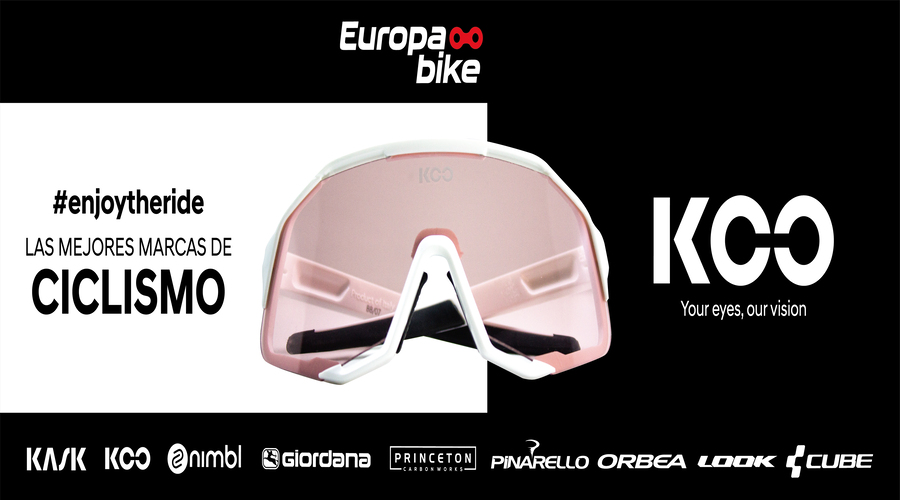 Europa
bike
KOO
#enjoytheride
LAS MEJORES MARCAS DE
CICLISMO
KOO
Your eyes, our vision
KASK KOO nimbl GIORDANA PRINCETON PINARELLO ORBEA LOOK CUBE
CARBONWORKS